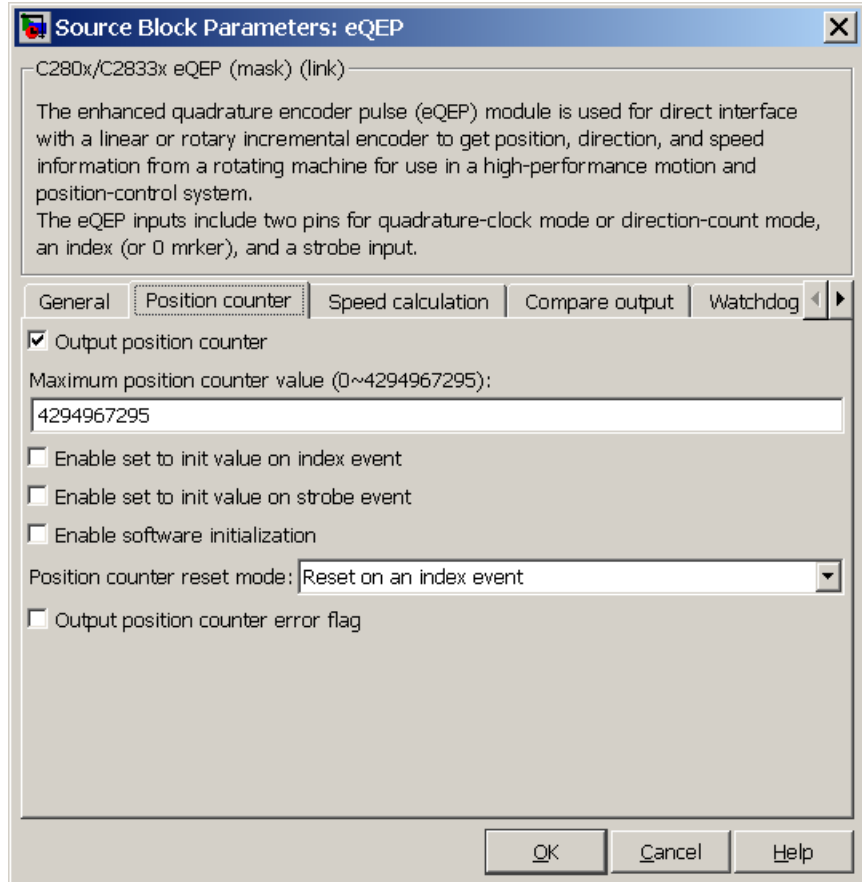 Source Block Parameters: eQEP
C280x/C2833x eQEP (mask) (link)
The enhanced quadrature encoder pulse (eQEP) module is used for direct interface
with a linear or rotary incremental encoder to get position, direction, and speed
information from a rotating machine for use in a high-performance motion and
position-control system.
The eQEP inputs include two pins for quadrature-clock mode or direction-count mode,
an index (or 0 mrker), and a strobe input.
General Position counter Speed calculation Compare output Watchdog
Output position counter
Maximum position counter value (0~4294967295):
4294967295
Enable set to init value on index event
Enable set to init value on strobe event
Enable software initialization
Position counter reset mode: Reset on an index event
Output position counter error flag
OK Cancel Help